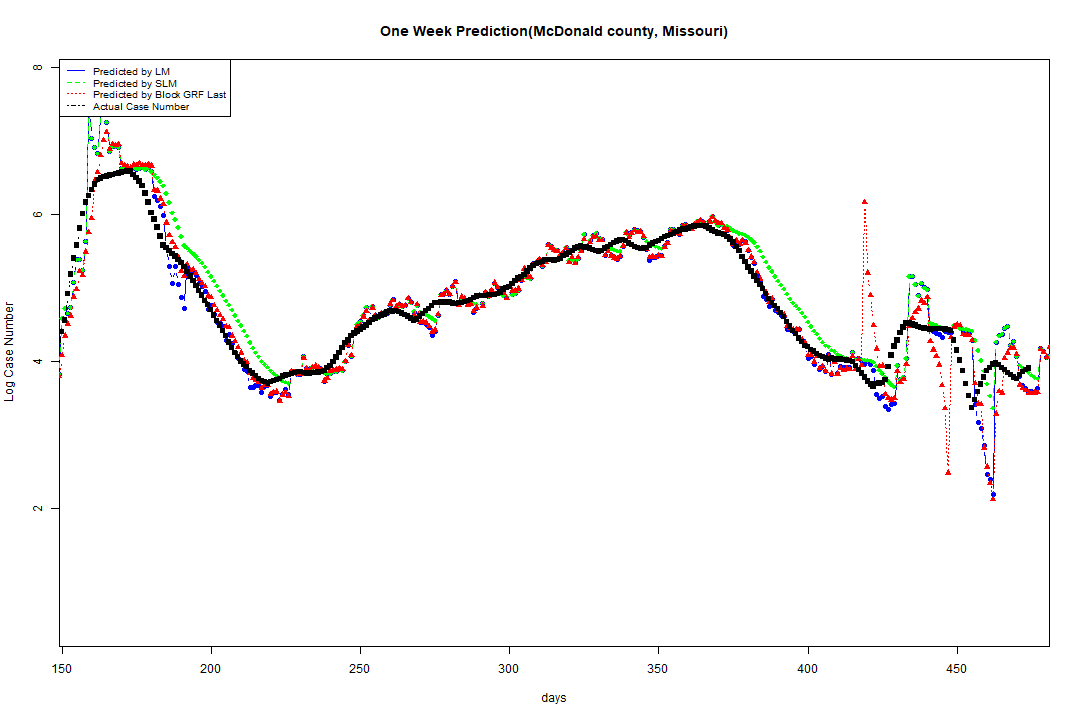 One Week Prediction(McDonald county, Missouri)
Predicted by LM
Predicted by SLM
Predicted by Block GRF Last
Actual Case Number
8
6
4
2
Log Case Number
150 200 250 300 350 400 450
days